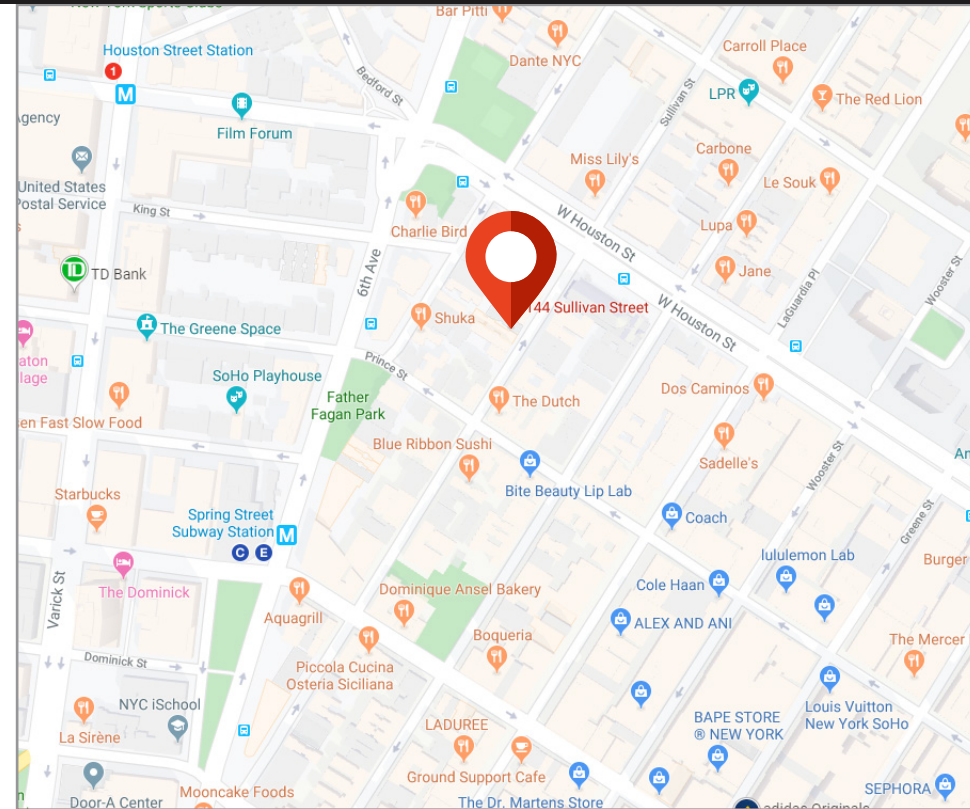 Bar Pitti
Houston Street Station
1
M
Dante NYC
Carroll Place
Bedford St
Sullivan St
LPR
The Red Lion
Film Forum
Miss Lily's
Carbone
Le Souk
United States
Postal Service
King St
W Houston St
Charlie Bird
Lupa
Jane
6th Ave
TD
TD Bank
LaGuardia Pl
Wooster St
144 Sullivan Street
W Houston St
Shuka
The Greene Space
Prince St
SoHo Playhouse
Father
Fagan Park
The Dutch
Dos Caminos
Blue Ribbon Sushi
Sadelle's
Wooster St
Bite Beauty Lip Lab
Starbucks
Spring Street
Subway Station
M
C
E
Coach
Greene St
lululemon Lab
Burger
Cole Haan
The Dominick
Varick St
Aquagrill
Dominique Ansel Bakery
ALEX AND ANI
Boqueria
The Mercer
Dominick St
Piccola Cucina
Osteria Siciliana
NYC iSchool
La Sirène
LADUREE
BAPE STORE
® NEW YORK
Louis Vuitton
New York SoHo
Ground Support Cafe
Mooncake Foods
Door-A Center
The Dr. Martens Store
SEPHORA